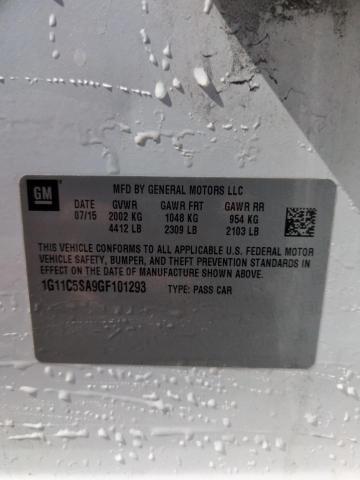 GM
MFD BY GENERAL MOTORS LLC
DATE GVWR GAWR FRT GAWR RR
07/15 2002 KG 1048 KG 954 KG
4412 LB 2309 LB 2103 LB
THIS VEHICLE CONFORMS TO ALL APPLICABLE U.S. FEDERAL MOTOR
VEHICLE SAFETY, BUMPER, AND THEFT PREVENTION STANDARDS IN
EFFECT ON THE DATE OF MANUFACTURE SHOWN ABOVE.
1G11C5SA9GF101293 TYPE: PASS CAR